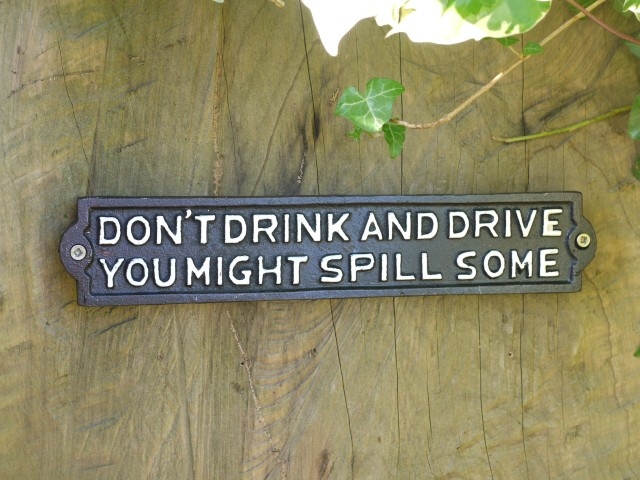 DON'T DRINK AND DRIVE
YOU MIGHT SPILL SOME